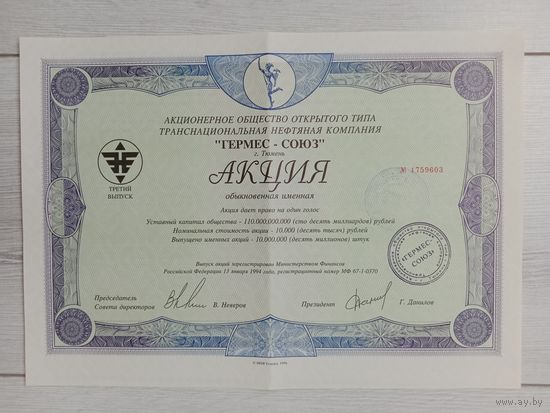 АКЦИОНЕРНОЕ ОБЩЕСТВО ОТКРЫТОГО ТИПА
ТРАНСНАЦИОНАЛЬНАЯ НЕФТЯНАЯ КОМПАНИЯ
"ГЕРМЕС - СОЮЗ"
г. Тюмень
АКЦИЯ
обыкновенная именная
ТРЕТИЙ
ВЫПУСК
№ 1759603
Акция дает право на один голос
Уставный капитал общества - 110.000.000.000 (сто десять миллиардов) рублей
Номинальная стоимость акции - 10.000 (десять тысяч) рублей
Выпущено именных акций - 10.000.000 (десять миллионов) штук
Выпуск акций зарегистрирован Министерством Финансов
Российской Федерации 13 января 1994 года, регистрационный номер МФ 67-1-0370
"ГЕРМЕС-
СОЮЗ"
Председатель
Совета директоров
В. Неверов
Президент
Г. Данилов
www.ay.by